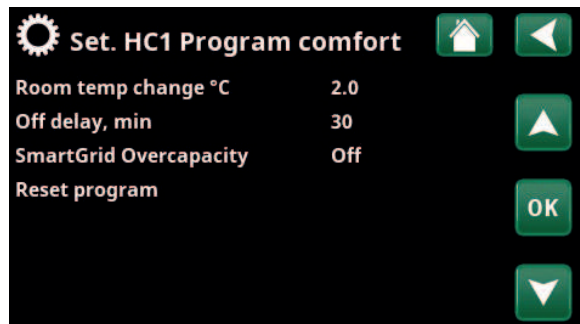 Set. HC1 Program comfort
Room temp change °C 2.0
Off delay, min 30
SmartGrid Overcapacity Off
Reset program
OK